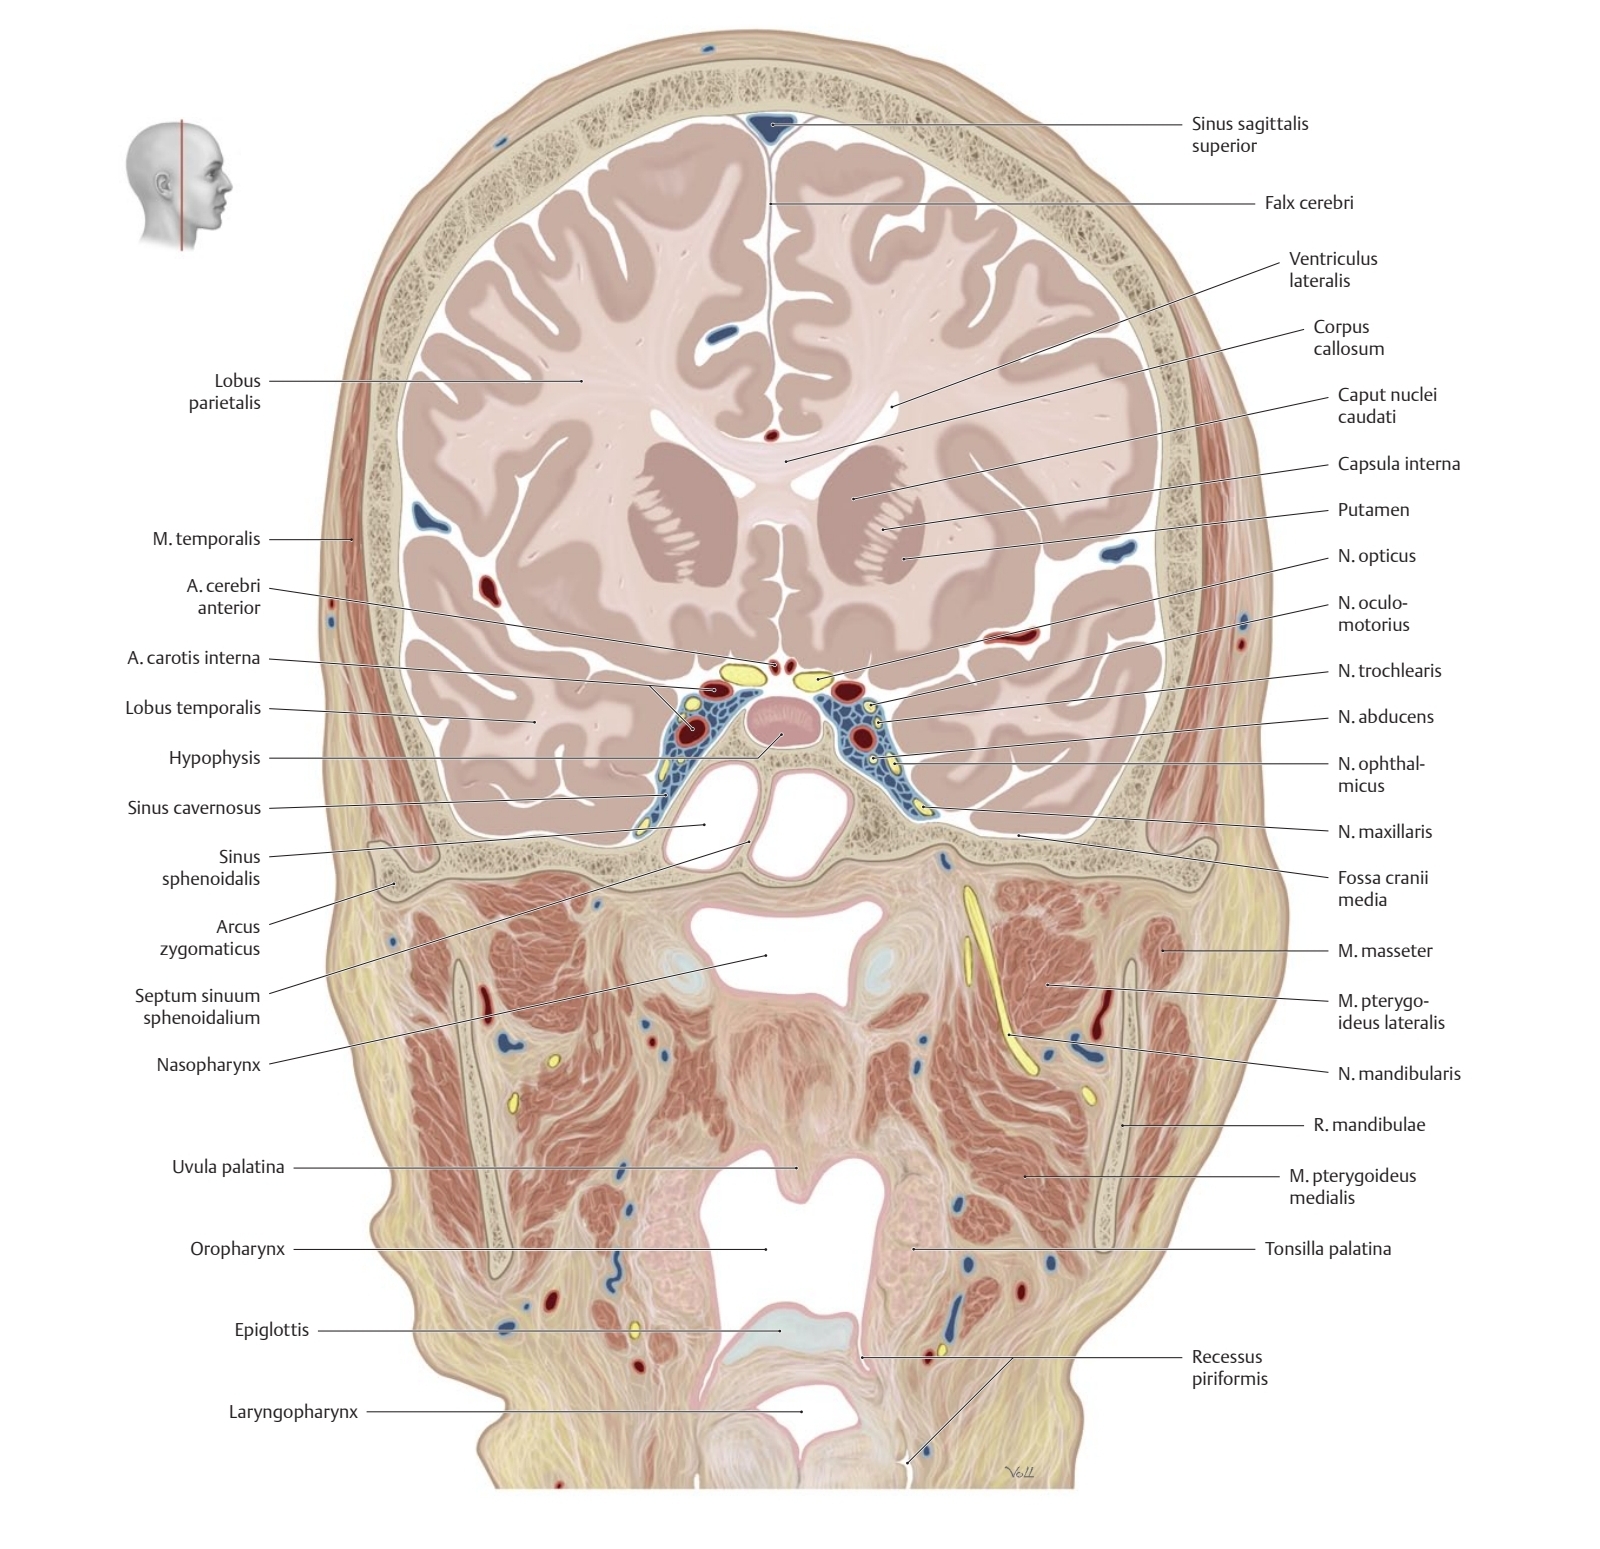 Sinus sagittalis
superior
Falx cerebri
Ventriculus
lateralis
Corpus
callosum
Caput nuclei
caudati
Capsula interna
Putamen
N. opticus
N. oculo-
motorius
N. trochlearis
N. abducens
N. ophthal-
micus
N. maxillaris
Fossa cranii
media
M. masseter
M. pterygo-
ideus lateralis
N. mandibularis
R. mandibulae
M. pterygoideus
medialis
Tonsilla palatina
Recessus
piriformis
Lobus
parietalis
M. temporalis
A. cerebri
anterior
A. carotis interna
Lobus temporalis
Hypophysis
Sinus cavernosus
Sinus
sphenoidalis
Arcus
zygomaticus
Septum sinuum
sphenoidalium
Nasopharynx
Uvula palatina
Oropharynx
Epiglottis
Laryngopharynx
Voll